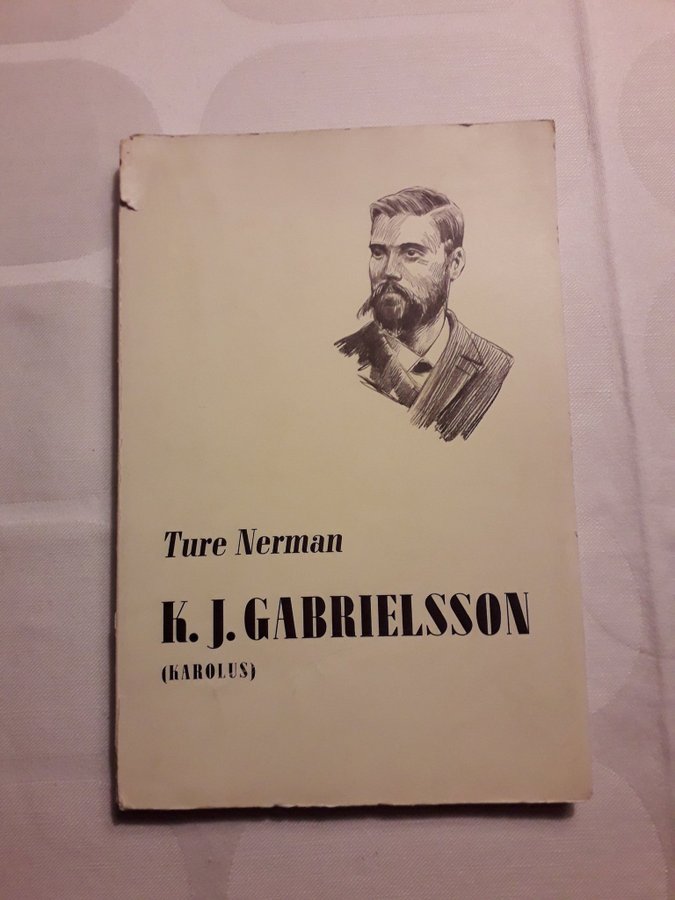 Ture Nerman
K. J. GABRIELSSON
(KAROLUS)